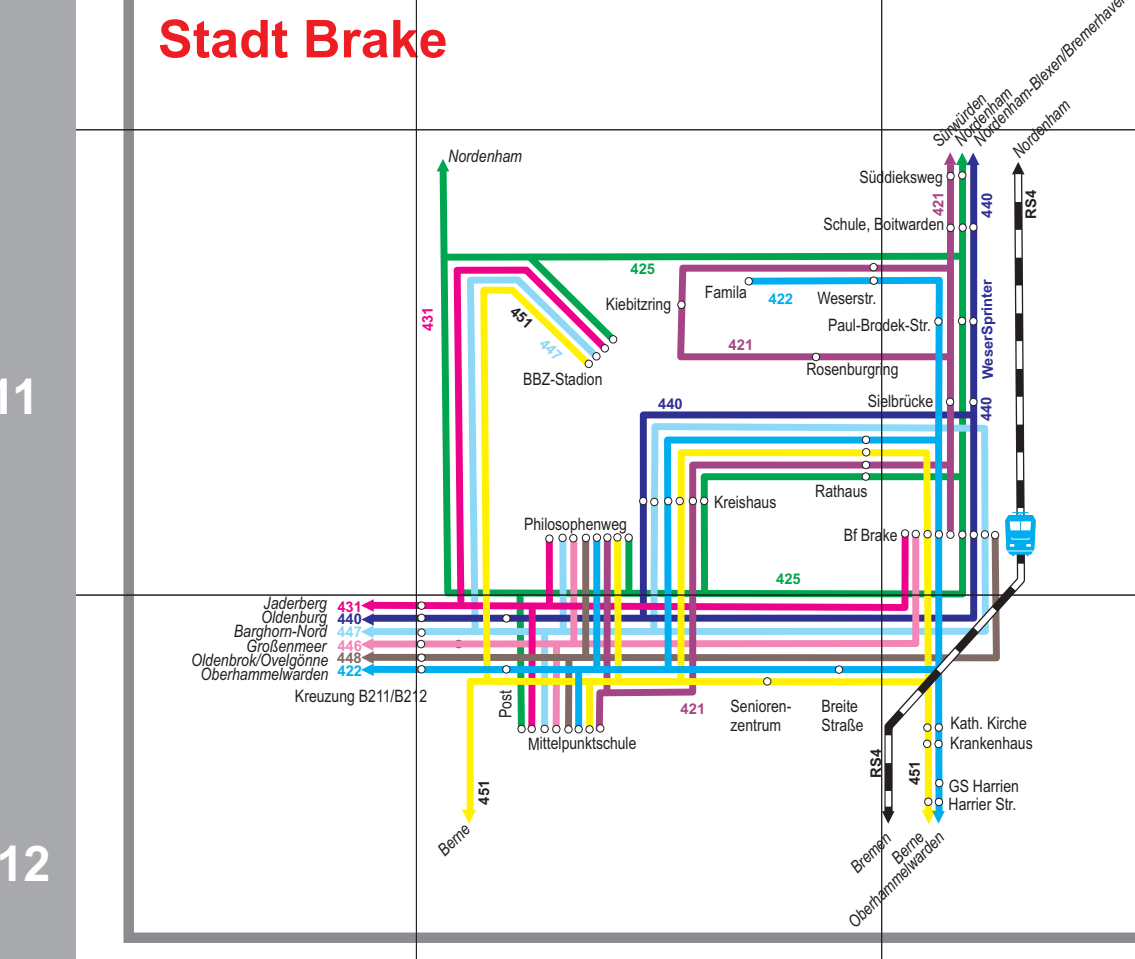 Stadt Brake
Nordenham-Blexen/Bremerhaven
Sürwürden
Nordenham
Nordenham
Nordenham
Süddieksweg
421
440
RS4
Schule, Boitwarden
425
Famila
422
Weserstr.
Kiebitzring
WeserSprinter
431
451
447
Paul-Brodek-Str.
421
Rosenburgring
BBZ-Stadion
11
440
Sielbrücke
440
Rathaus
Kreishaus
Philosophenweg
Bf Brake
425
Jaderberg 431
Oldenburg 440
Barghorn-Nord 447
Großenmeer 446
Oldenbrok/Ovelgönne 448
Oberhammelwarden 422
Kreuzung B211/B212
Post
421
Senioren-
zentrum
Breite
Straße
Kath. Kirche
Krankenhaus
Mittelpunktschule
RS4
451
451
GS Harrien
Harrier Str.
Berne
Bremen
Berne
Oberhammelwarden
12